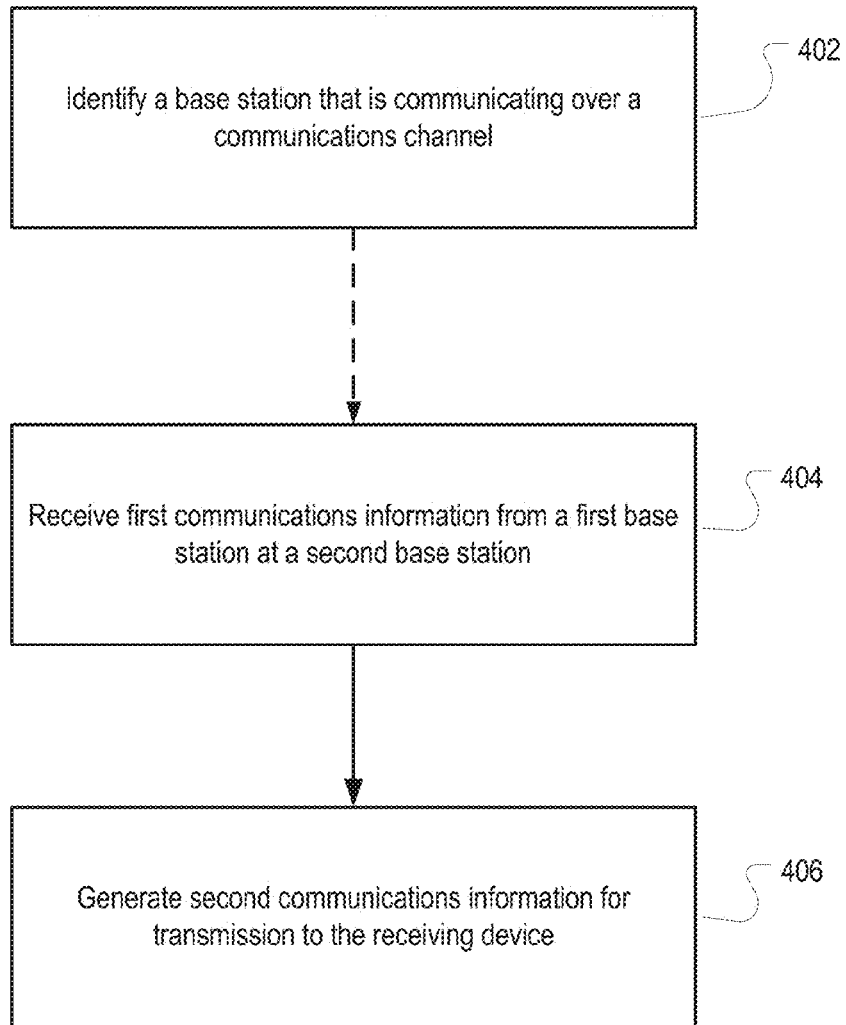 Identify a base station that is communicating over a
communications channel
402
Receive first communications information from a first base
station at a second base station
404
Generate second communications information for
transmission to the receiving device
406